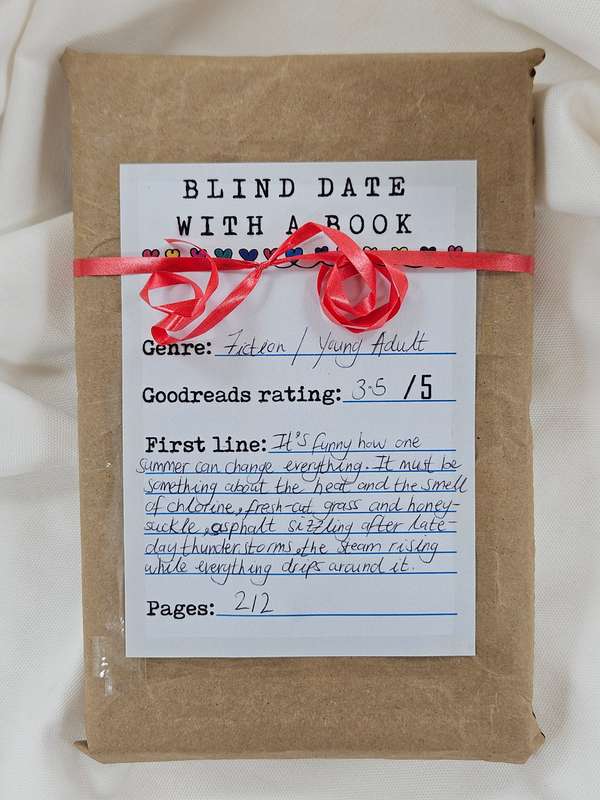 BLIND DATE
WITH A BOOK
Genre: Fiction / Young Adult
Goodreads rating: 3.5 /5
First line: It's funny how one
summer can change everything. It must be
something about the heat and the smell
of chlorine, fresh-cut grass and honey-
suckle, asphalt sizzling after late-
day thunderstorms, the steam rising
while everything drips around it.
Pages: 212